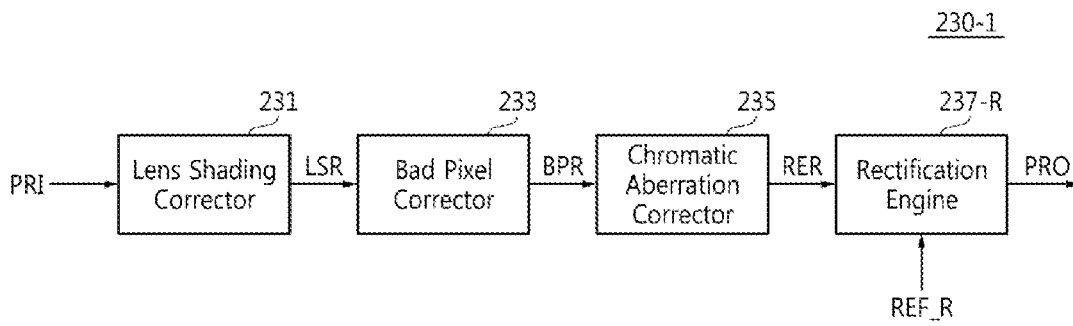 230-1
231
233
235
237-R
PRI
Lens Shading
Corrector
LSR
Bad Pixel
Corrector
BPR
Chromatic
Aberration
Corrector
RER
Rectification
Engine
PRO
REF_R